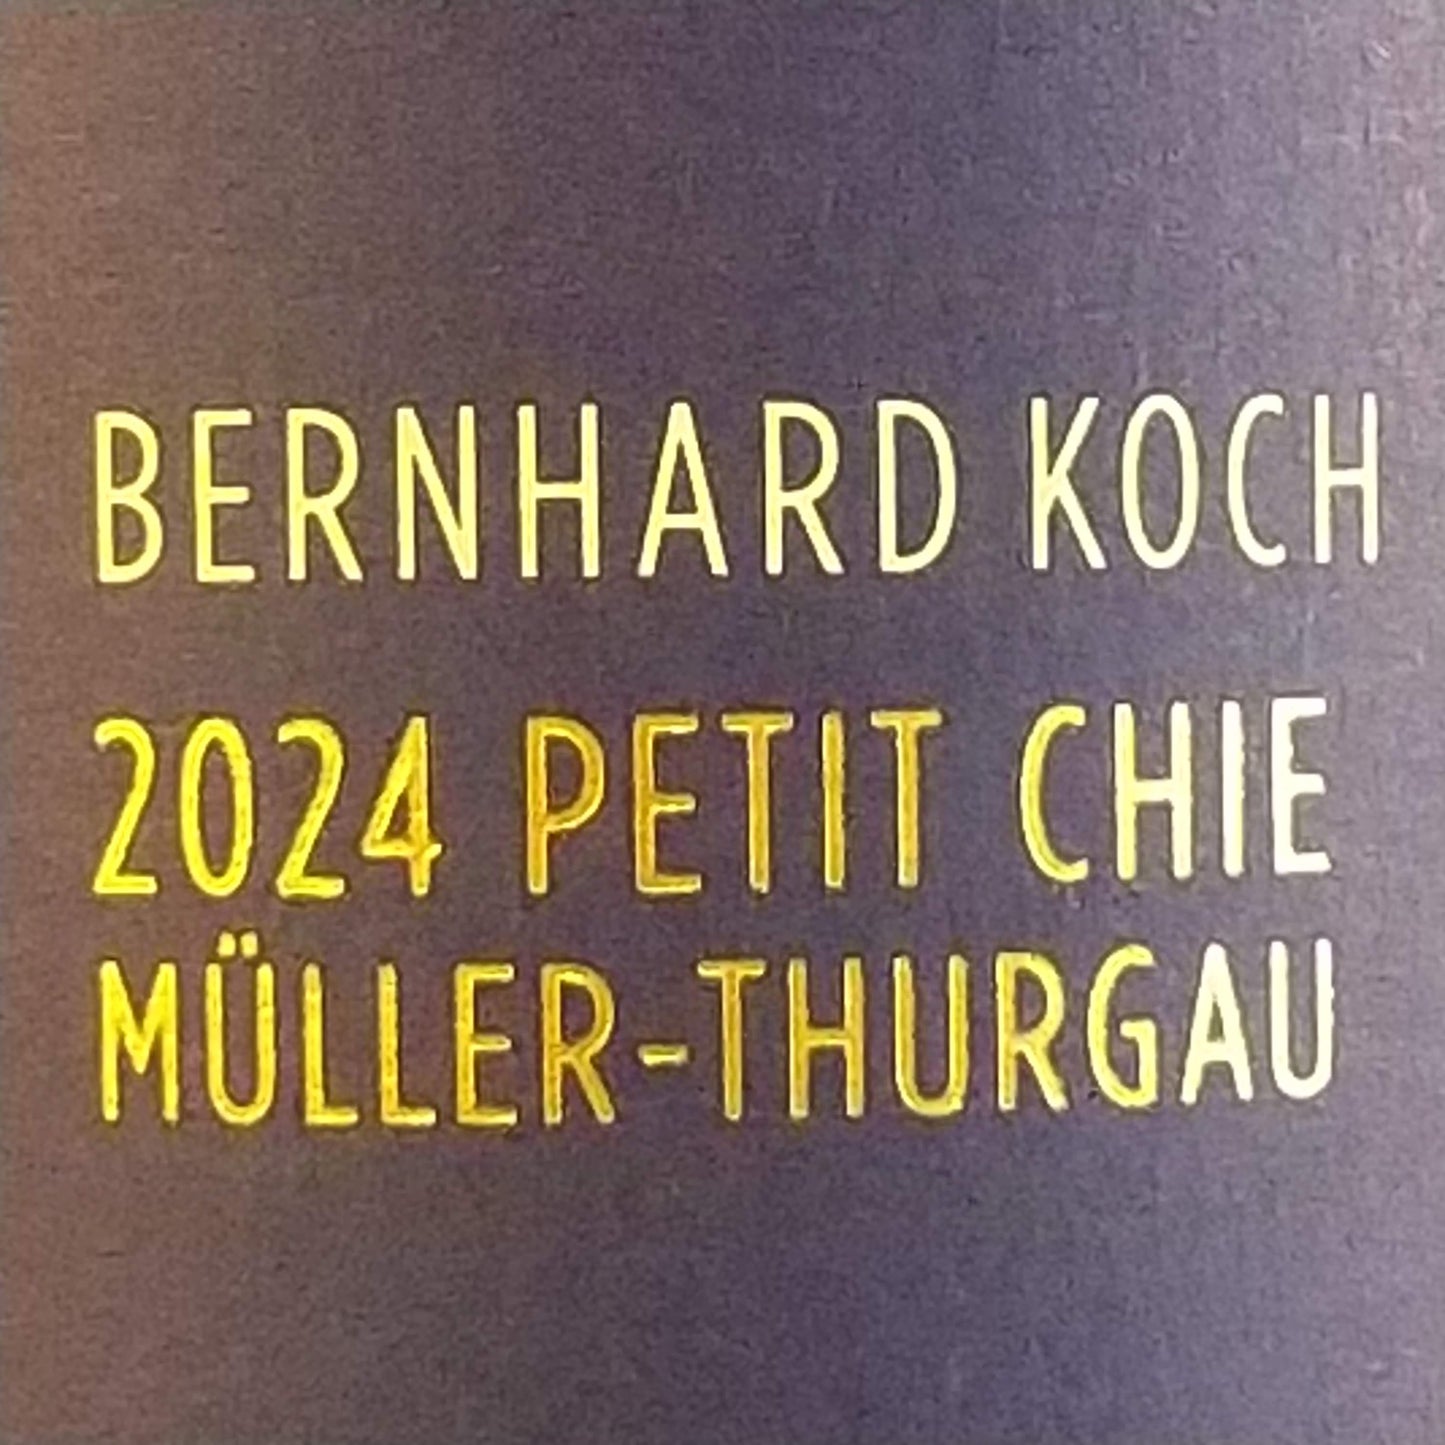 BERNHARD KOCH
2024 PETIT CHIE
MÜLLER-THURGAU